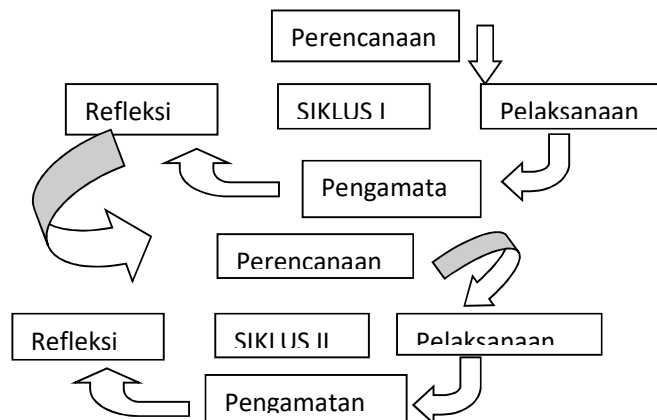 Perencanaan
Refleksi
SIKLUS I
Pelaksanaan
Pengamata
Perencanaan
Refleksi
SIKLUS II
Pelaksanaan
Pengamatan